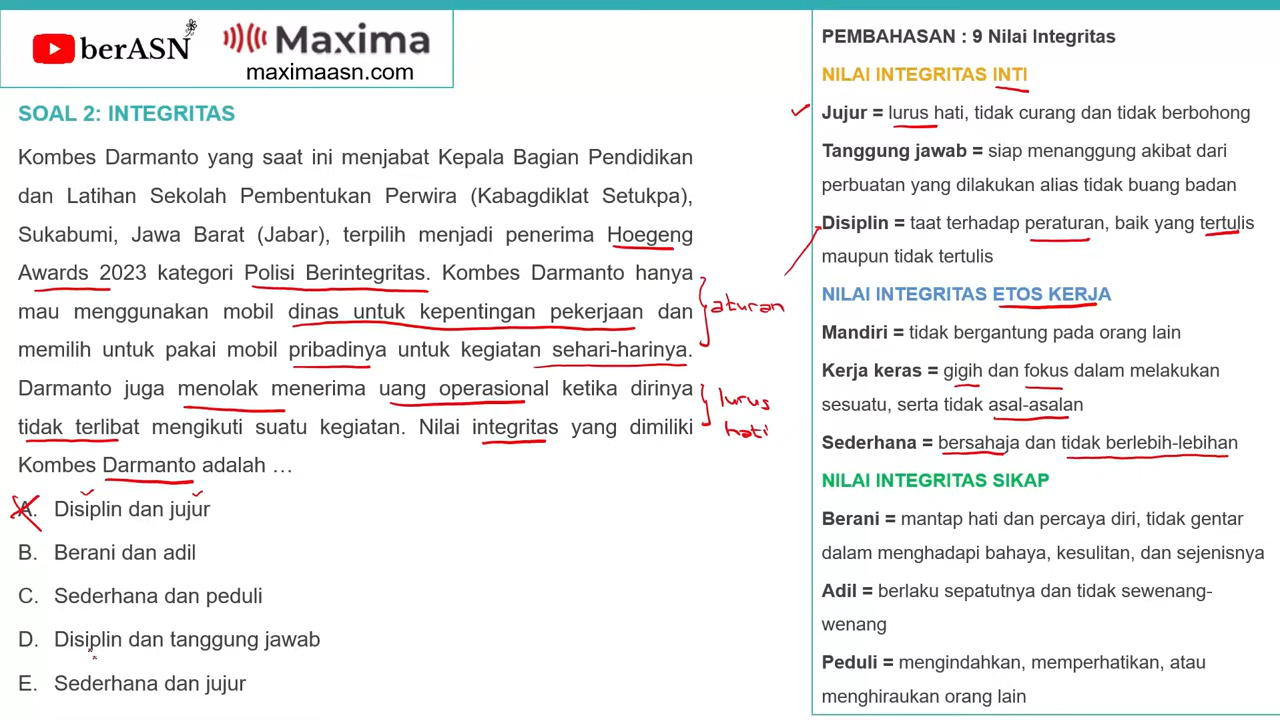 berASN
Maxima
maximaasn.com
SOAL 2: INTEGRITAS
Kombes Darmanto yang saat ini menjabat Kepala Bagian Pendidikan
dan Latihan Sekolah Pembentukan Perwira (Kabagdiklat Setukpa),
Sukabumi, Jawa Barat (Jabar), terpilih menjadi penerima Hoegeng
Awards 2023 kategori Polisi Berintegritas. Kombes Darmanto hanya
mau menggunakan mobil dinas untuk kepentingan pekerjaan dan
memilih untuk pakai mobil pribadinya untuk kegiatan sehari-harinya.
Darmanto juga menolak menerima uang operasional ketika dirinya
tidak terlibat mengikuti suatu kegiatan. Nilai integritas yang dimiliki
Kombes Darmanto adalah …
aturan
lurus
hati
A. Disiplin dan jujur
B. Berani dan adil
C. Sederhana dan peduli
D. Disiplin dan tanggung jawab
E. Sederhana dan jujur
PEMBAHASAN : 9 Nilai Integritas
NILAI INTEGRITAS INTI
Jujur = lurus hati, tidak curang dan tidak berbohong
Tanggung jawab = siap menanggung akibat dari
perbuatan yang dilakukan alias tidak buang badan
Disiplin = taat terhadap peraturan, baik yang tertulis
maupun tidak tertulis
NILAI INTEGRITAS ETOS KERJA
Mandiri = tidak bergantung pada orang lain
Kerja keras = gigih dan fokus dalam melakukan
sesuatu, serta tidak asal-asalan
Sederhana = bersahaja dan tidak berlebih-lebihan
NILAI INTEGRITAS SIKAP
Berani = mantap hati dan percaya diri, tidak gentar
dalam menghadapi bahaya, kesulitan, dan sejenisnya
Adil = berlaku sepatutnya dan tidak sewenang-
wenang
Peduli = mengindahkan, memperhatikan, atau
menghiraukan orang lain